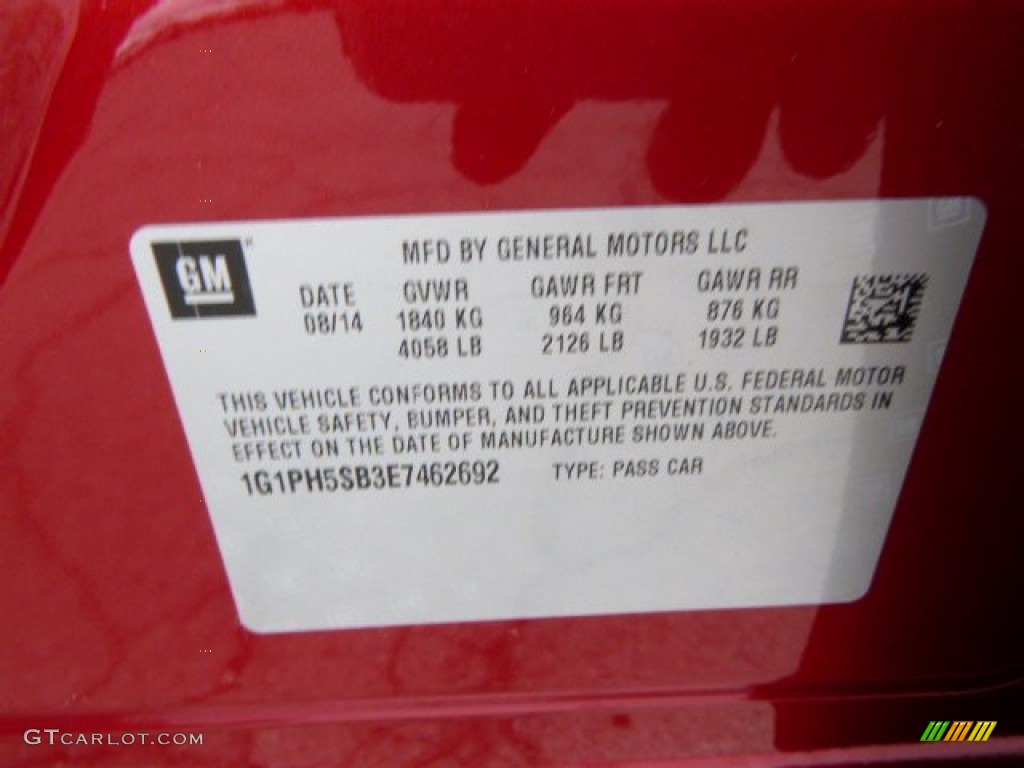 GM
MFD BY GENERAL MOTORS LLC
DATE GVWR GAWR FRT GAWR RR
08/14 1840 KG 964 KG 876 KG
4058 LB 2126 LB 1932 LB
THIS VEHICLE CONFORMS TO ALL APPLICABLE U.S. FEDERAL MOTOR
VEHICLE SAFETY, BUMPER, AND THEFT PREVENTION STANDARDS IN
EFFECT ON THE DATE OF MANUFACTURE SHOWN ABOVE.
1G1PH5SB3E7462692 TYPE: PASS CAR
GTCARLOT.COM